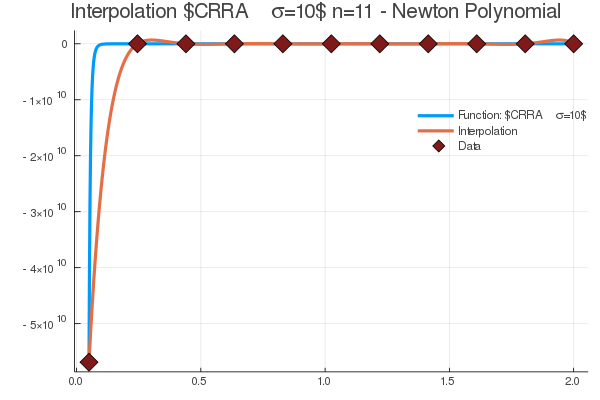 Interpolation $CRRA σ=10$ n=11 - Newton Polynomial
0
- 1×10 10
- 2×10 10
- 3×10 10
- 4×10 10
- 5×10 10
Function: $CRRA σ=10$
Interpolation
Data
0.0 0.5 1.0 1.5 2.0